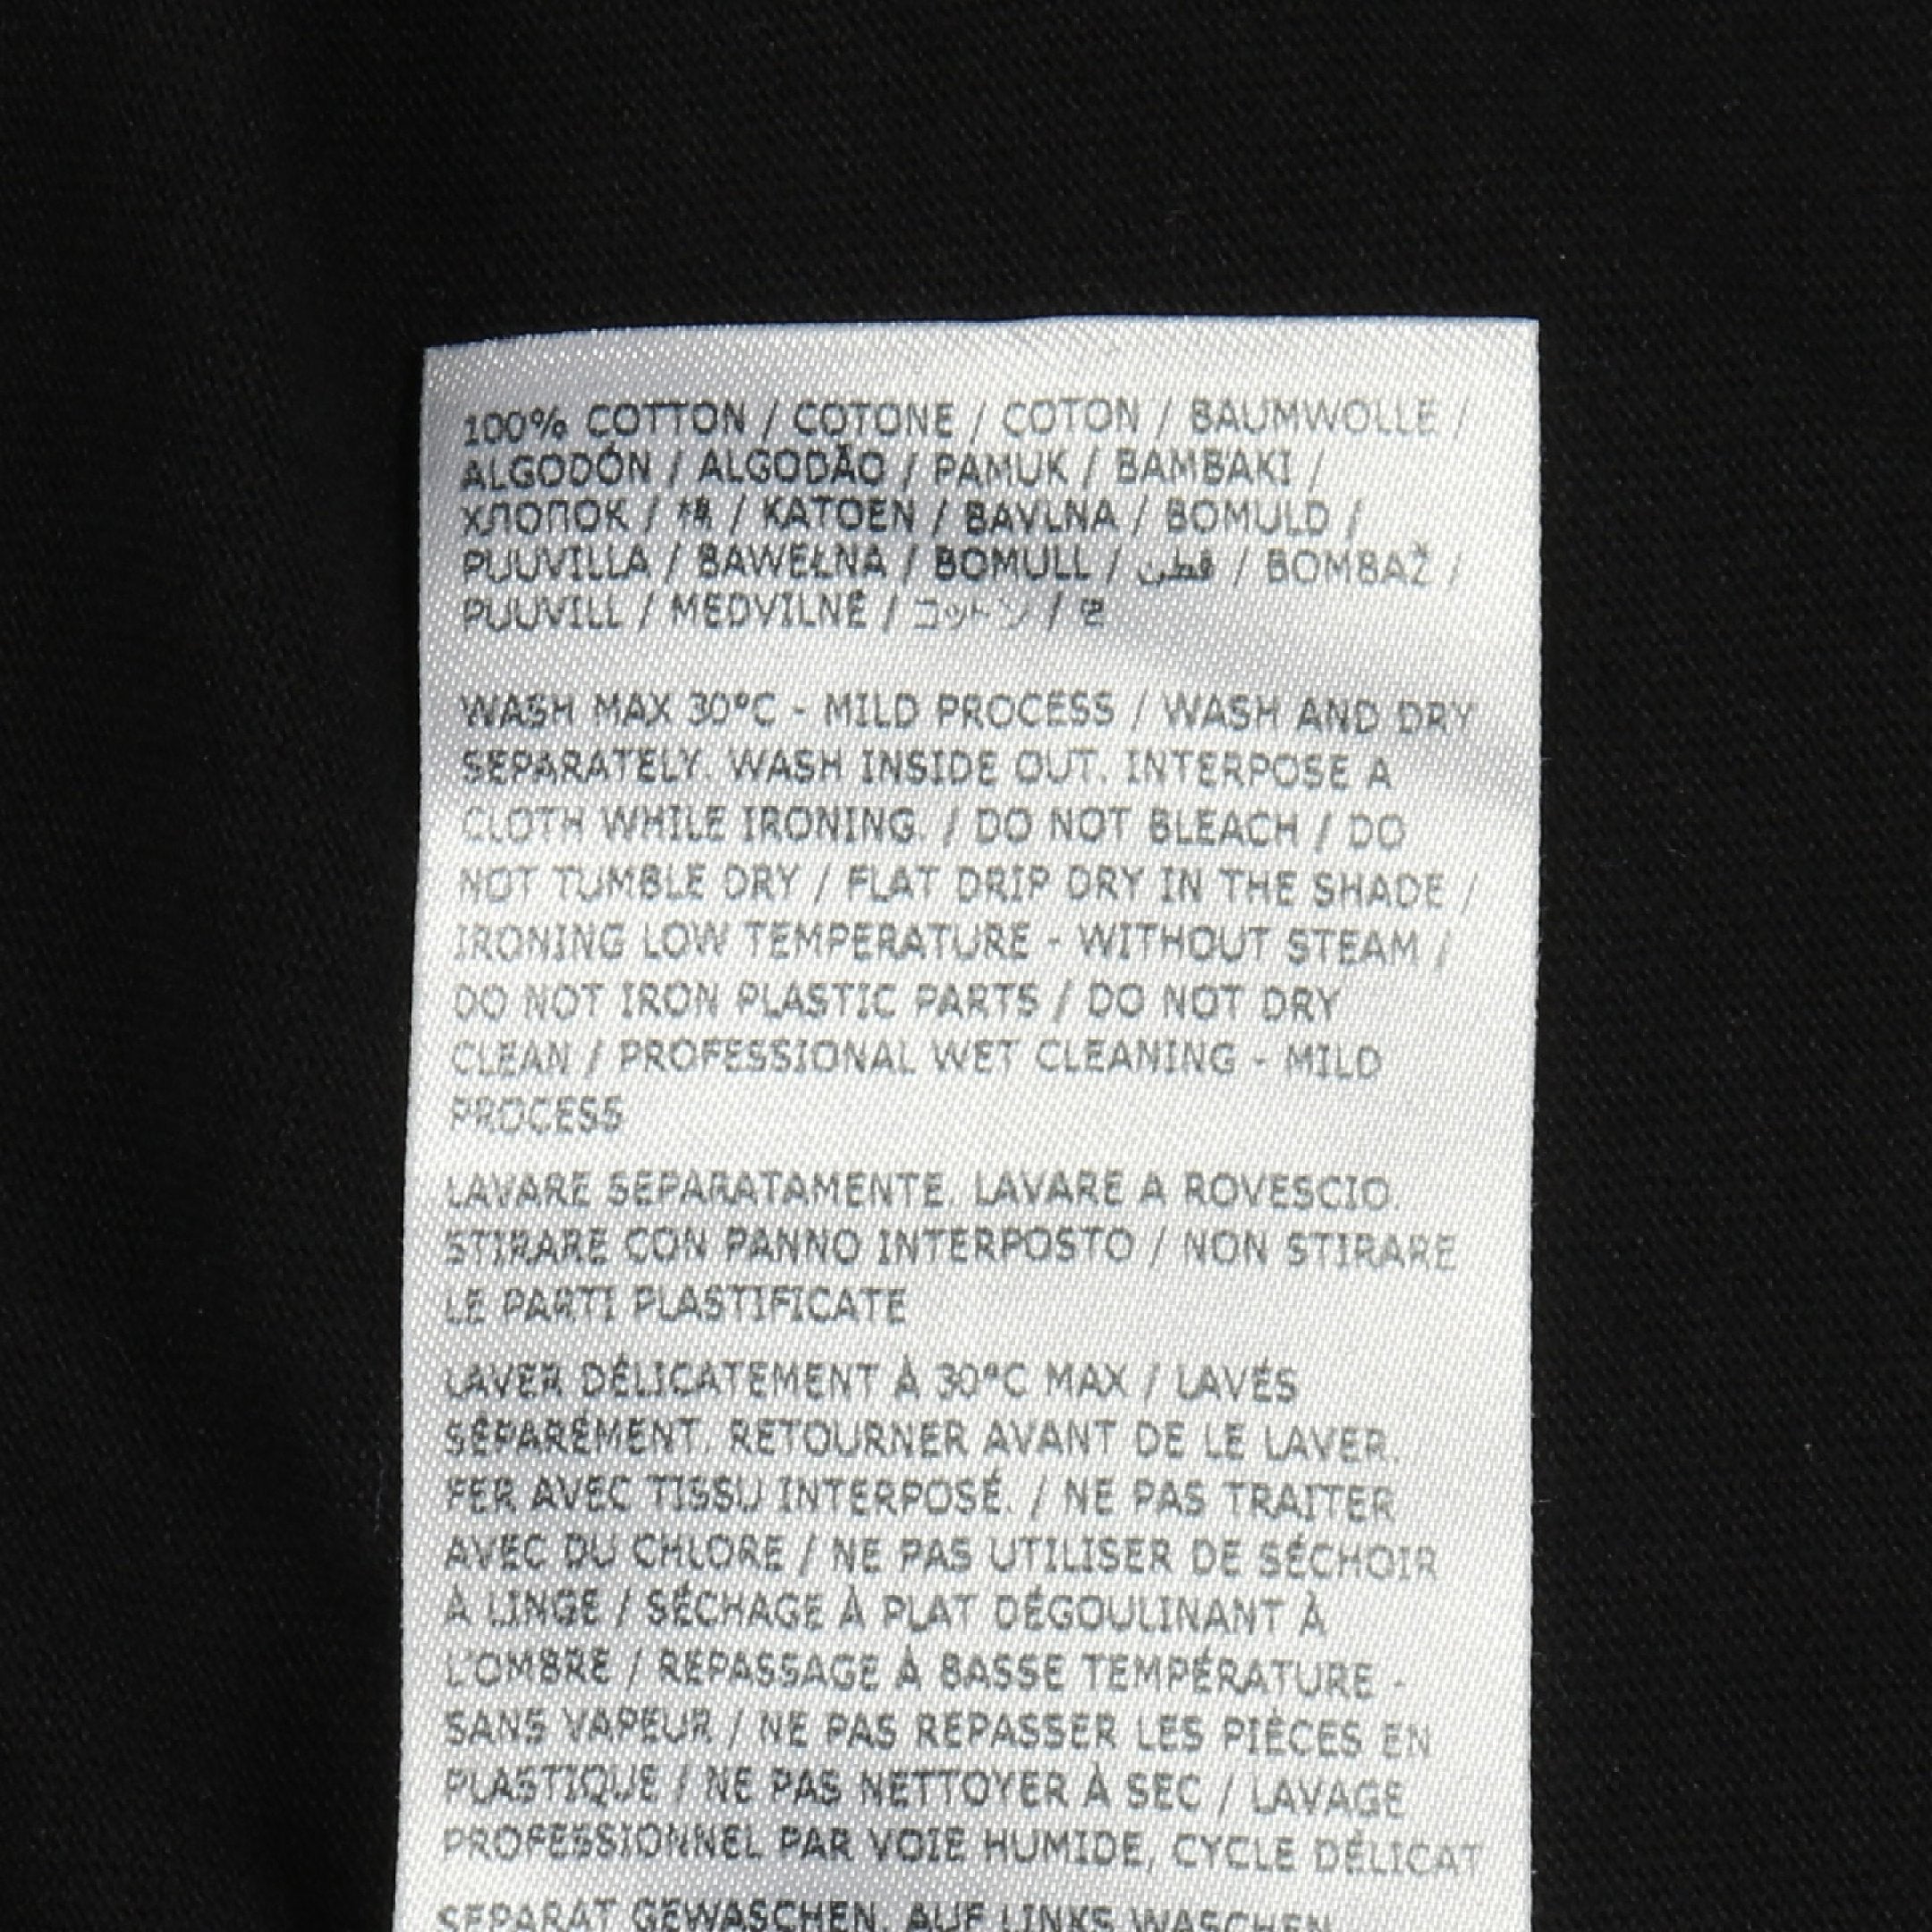 100% COTTON / COTONE / COTON / BAUMWOLLE /
ALGODÓN / ALGODÃO / PAMUK / BAMBAKI /
ХЛОПОК / 棉 / KATOEN / BAVLNA / BOMULD /
PUUVILLA / BAWEŁNA / BOMULL / قطن / BOMBAŽ /
PUUVILL / MEDVILNĖ / コットン / 면
WASH MAX 30°C - MILD PROCESS / WASH AND DRY
SEPARATELY. WASH INSIDE OUT. INTERPOSE A
CLOTH WHILE IRONING. / DO NOT BLEACH / DO
NOT TUMBLE DRY / FLAT DRIP DRY IN THE SHADE /
IRONING LOW TEMPERATURE - WITHOUT STEAM /
DO NOT IRON PLASTIC PARTS / DO NOT DRY
CLEAN / PROFESSIONAL WET CLEANING - MILD
PROCESS
LAVARE SEPARATAMENTE. LAVARE A ROVESCIO.
STIRARE CON PANNO INTERPOSTO / NON STIRARE
LE PARTI PLASTIFICATE
LAVER DÉLICATEMENT À 30°C MAX / LAVÉS
SÉPARÉMENT. RETOURNER AVANT DE LE LAVER.
FER AVEC TISSU INTERPOSÉ. / NE PAS TRAITER
AVEC DU CHLORE / NE PAS UTILISER DE SÉCHOIR
À LINGE / SÉCHAGE À PLAT DÉGOULINANT À
L'OMBRE / REPASSAGE À BASSE TEMPÉRATURE -
SANS VAPEUR / NE PAS REPASSER LES PIÈCES EN
PLASTIQUE / NE PAS NETTOYER À SEC / LAVAGE
PROFESSIONNEL PAR VOIE HUMIDE, CYCLE DÉLICAT
SEPARAT GEWASCHEN. AUF LINKS WASCHEN.